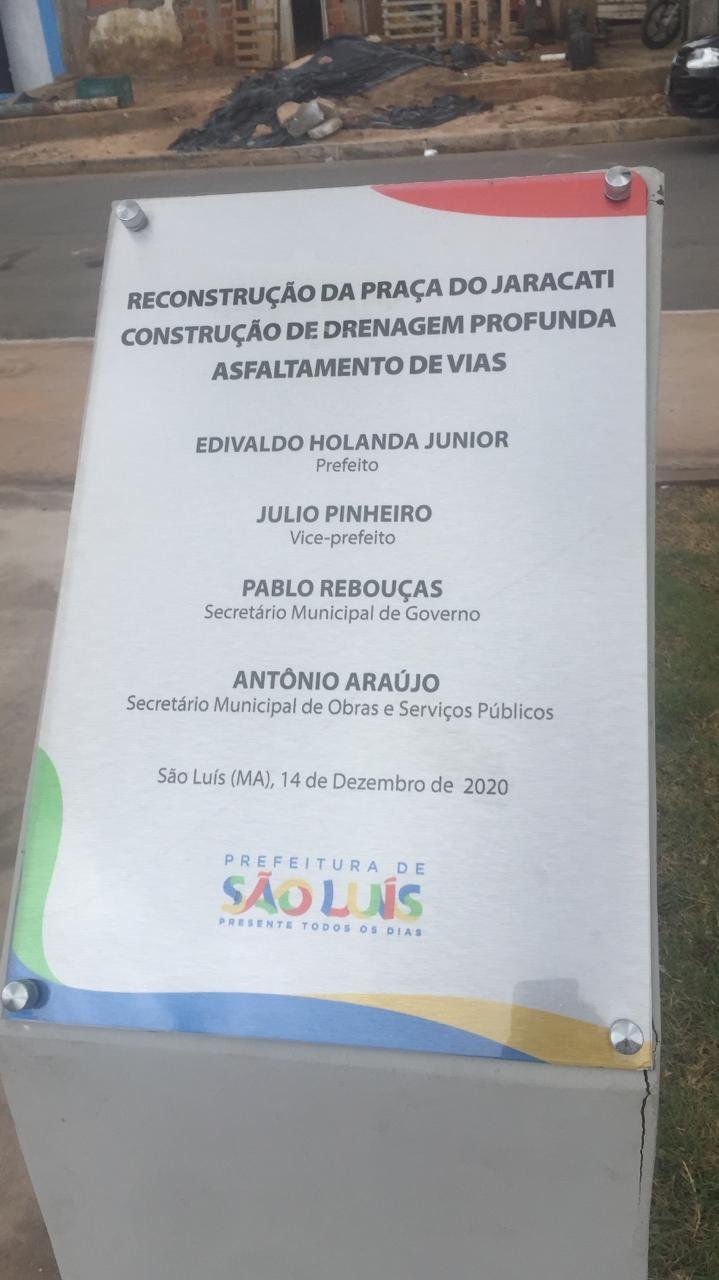 RECONSTRUÇÃO DA PRAÇA DO JARACATI
CONSTRUÇÃO DE DRENAGEM PROFUNDA
ASFALTAMENTO DE VIAS
EDIVALDO HOLANDA JUNIOR
Prefeito
JULIO PINHEIRO
Vice-prefeito
PABLO REBOUÇAS
Secretário Municipal de Governo
ANTÔNIO ARAÚJO
Secretário Municipal de Obras e Serviços Públicos
São Luís (MA), 14 de Dezembro de 2020
PREFEITURA DE
SÃO LUÍS
PRESENTE TODOS OS DIAS